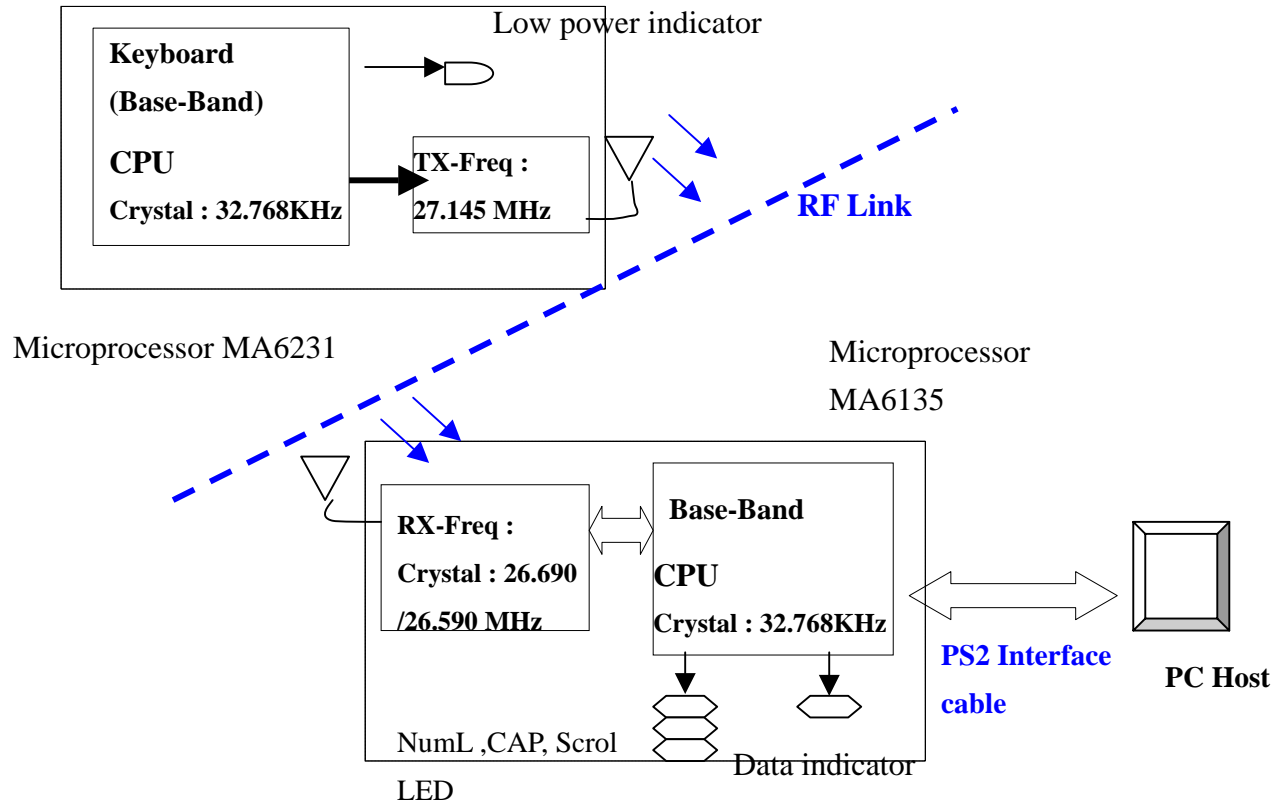 Low power indicator
Keyboard
(Base-Band)
CPU
Crystal : 32.768KHz
TX-Freq :
27.145 MHz
RF Link
Microprocessor MA6231
Microprocessor
MA6135
RX-Freq :
Crystal : 26.690
/26.590 MHz
Base-Band
CPU
Crystal : 32.768KHz
PS2 Interface
cable
PC Host
NumL ,CAP, Scrol
LED
Data indicator